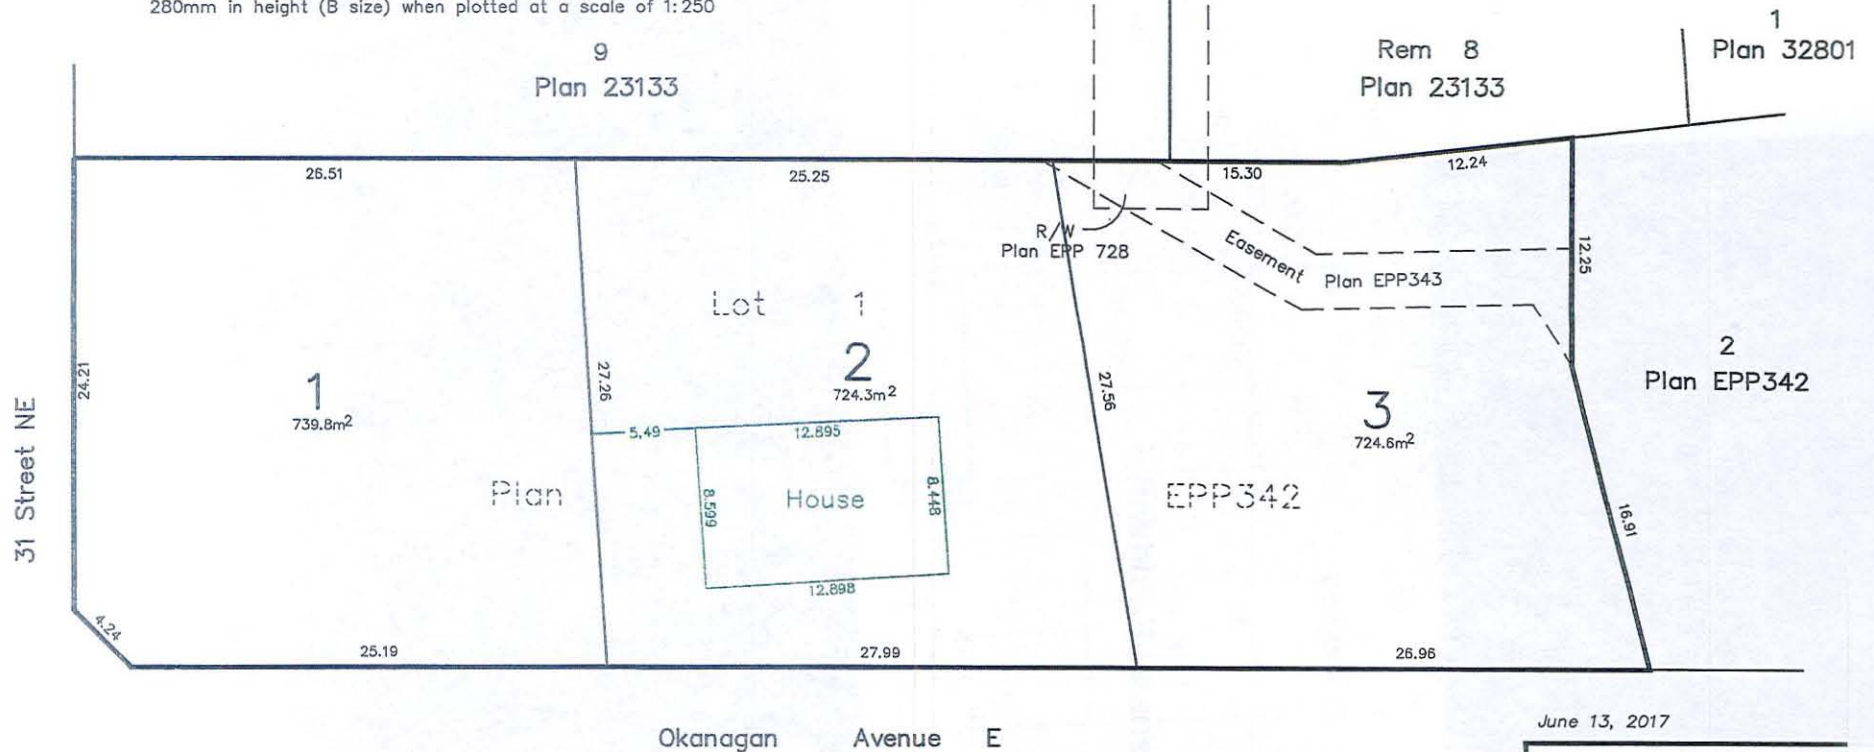 280mm in height (B size) when plotted at a scale of 1:250
9
Plan 23133
Rem 8
Plan 23133
1
Plan 32801
26.51
25.25
15.30
12.24
R/W
Plan EPP 728
Easement
Plan EPP343
12.25
Lot 1
2
724.3m²
27.26
24.21
1
739.8m²
27.56
3
724.6m²
2
Plan EPP342
31 Street NE
5.49
12.895
8.599
House
8.448
12.898
Plan
EPP342
16.91
4.24
25.19
27.99
26.96
Okanagan Avenue E
June 13, 2017